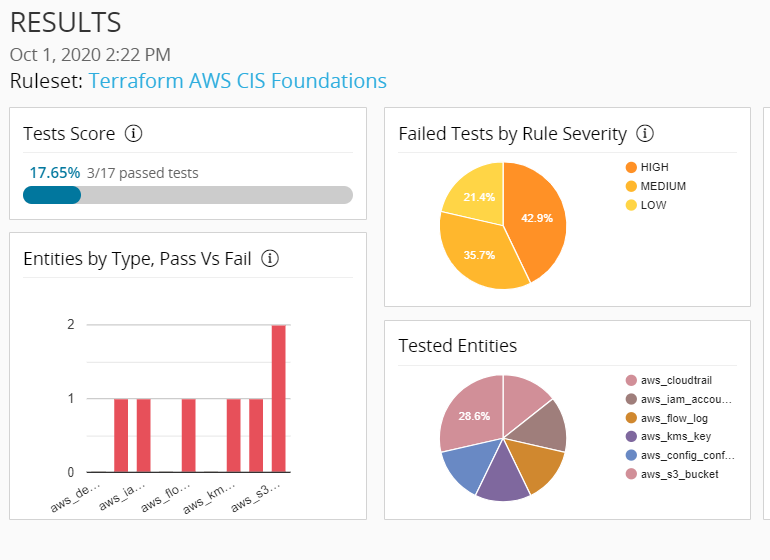 RESULTS
Oct 1, 2020 2:22 PM
Ruleset: Terraform AWS CIS Foundations
Tests Score
17.65% 3/17 passed tests
Entities by Type, Pass Vs Fail
2
1
0
aws_de…
aws_ia…
aws_flo…
aws_km…
aws_s3…
Failed Tests by Rule Severity
42.9%
35.7%
21.4%
HIGH
MEDIUM
LOW
Tested Entities
28.6%
aws_cloudtrail
aws_iam_accou…
aws_flow_log
aws_kms_key
aws_config_conf…
aws_s3_bucket